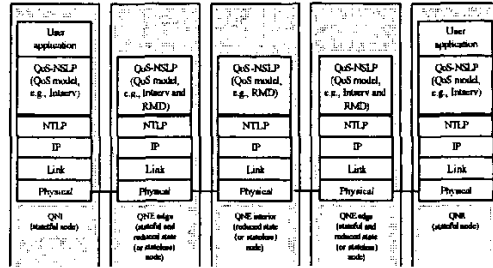 User
application
QoS-NSLP
(QoS model,
e.g., Intserv)
NTLP
IP
Link
Physical
QNI
(stateful node)
QoS-NSLP
(QoS model,
e.g., Intserv and
RMD)
NTLP
IP
Link
Physical
QNE edge
(stateful and
reduced state
(or stateless)
node)
QoS-NSLP
(QoS model,
e.g., RMD)
NTLP
IP
Link
Physical
QNE interior
(reduced state
(or stateless)
node)
QoS-NSLP
(QoS model,
e.g., Intserv
and RMD)
NTLP
IP
Link
Physical
QNE edge
(stateful and
reduced state
(or stateless)
node)
User
application
QoS-NSLP
(QoS model,
e.g., Intserv)
NTLP
IP
Link
Physical
QNR
(stateful node)